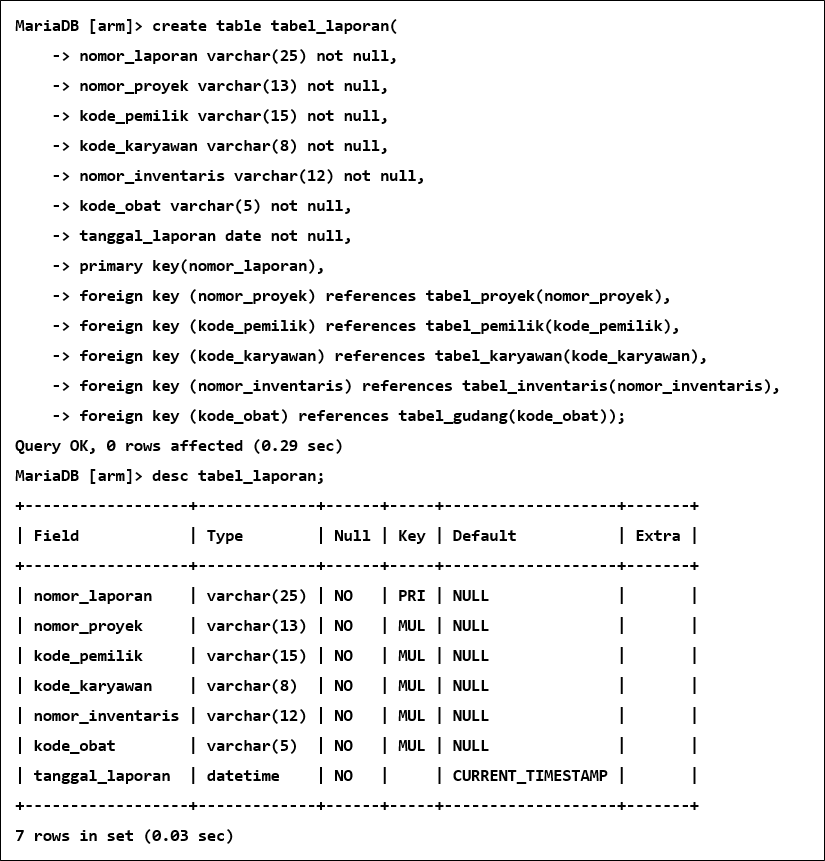 MariaDB [arm]> create table tabel_laporan(
    -> nomor_laporan varchar(25) not null,
    -> nomor_proyek varchar(13) not null,
    -> kode_pemilik varchar(15) not null,
    -> kode_karyawan varchar(8) not null,
    -> nomor_inventaris varchar(12) not null,
    -> kode_obat varchar(5) not null,
    -> tanggal_laporan date not null,
    -> primary key(nomor_laporan),
    -> foreign key (nomor_proyek) references tabel_proyek(nomor_proyek),
    -> foreign key (kode_pemilik) references tabel_pemilik(kode_pemilik),
    -> foreign key (kode_karyawan) references tabel_karyawan(kode_karyawan),
    -> foreign key (nomor_inventaris) references tabel_inventaris(nomor_inventaris),
    -> foreign key (kode_obat) references tabel_gudang(kode_obat));
Query OK, 0 rows affected (0.29 sec)
MariaDB [arm]> desc tabel_laporan;
+------------------+-------------+------+-----+-------------------+-------+
| Field            | Type        | Null | Key | Default           | Extra |
+------------------+-------------+------+-----+-------------------+-------+
| nomor_laporan    | varchar(25) | NO   | PRI | NULL              |       |
| nomor_proyek     | varchar(13) | NO   | MUL | NULL              |       |
| kode_pemilik     | varchar(15) | NO   | MUL | NULL              |       |
| kode_karyawan    | varchar(8)  | NO   | MUL | NULL              |       |
| nomor_inventaris | varchar(12) | NO   | MUL | NULL              |       |
| kode_obat        | varchar(5)  | NO   | MUL | NULL              |       |
| tanggal_laporan  | datetime    | NO   |     | CURRENT_TIMESTAMP |       |
+------------------+-------------+------+-----+-------------------+-------+
7 rows in set (0.03 sec)